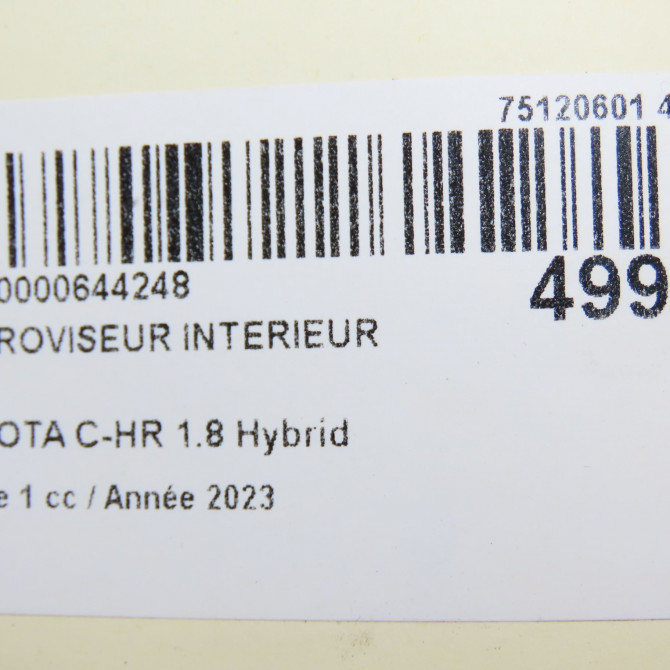 75120601 4
0000644248
499
ROVISEUR INTERIEUR
OTA C-HR 1.8 Hybrid
e 1 cc / Année 2023